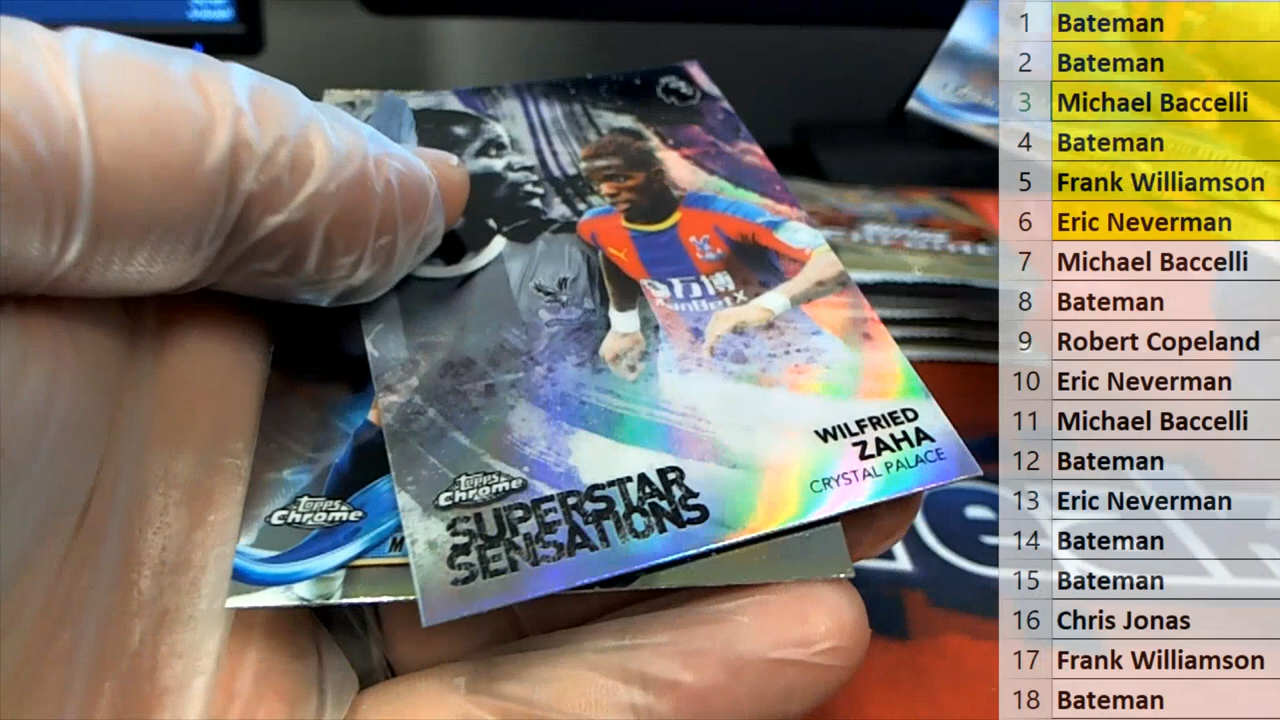 WILFRIED
ZAHA
CRYSTAL PALACE
Topps
Chrome
SUPERSTAR
SENSATIONS
Topps
Chrome
M
1 Bateman
2 Bateman
3 Michael Baccelli
4 Bateman
5 Frank Williamson
6 Eric Neverman
7 Michael Baccelli
8 Bateman
9 Robert Copeland
10 Eric Neverman
11 Michael Baccelli
12 Bateman
13 Eric Neverman
14 Bateman
15 Bateman
16 Chris Jonas
17 Frank Williamson
18 Bateman